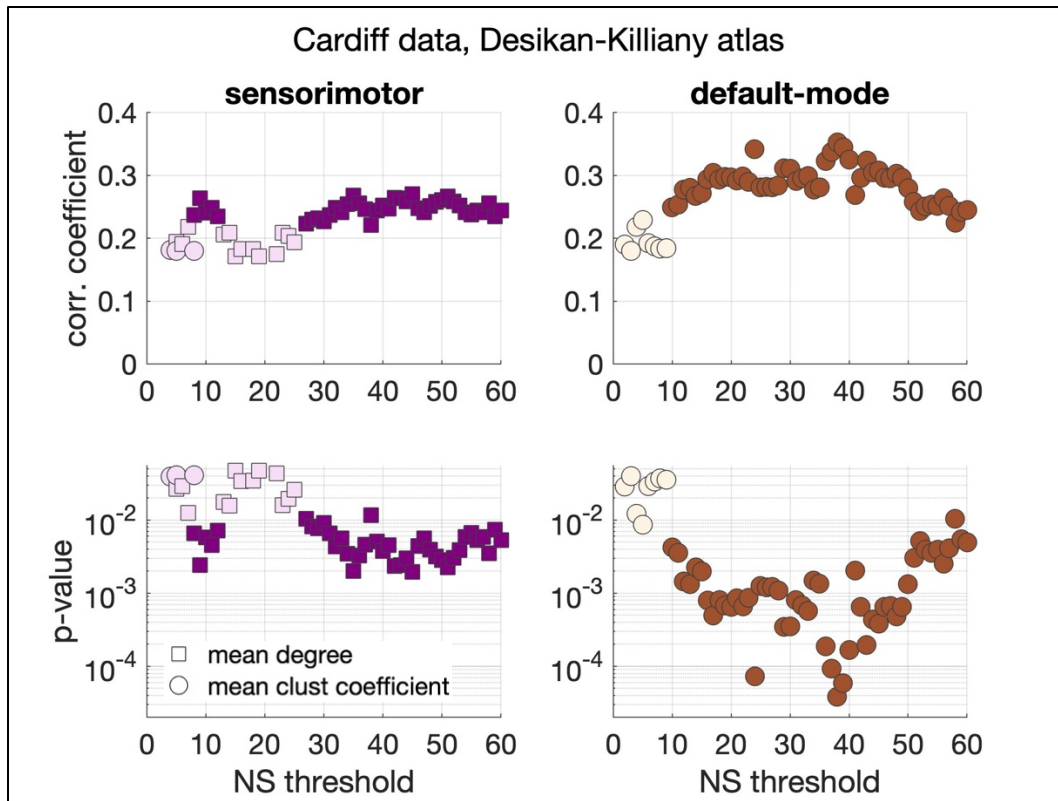 Cardiff data, Desikan-Killiany atlas
sensorimotor
default-mode
corr. coefficient
0.4
0.3
0.2
0.1
0
0 10 20 30 40 50 60
0.4
0.3
0.2
0.1
0
0 10 20 30 40 50 60
p-value
10⁻²
10⁻³
10⁻⁴
mean degree
mean clust coefficient
0 10 20 30 40 50 60
NS threshold
10⁻²
10⁻³
10⁻⁴
0 10 20 30 40 50 60
NS threshold